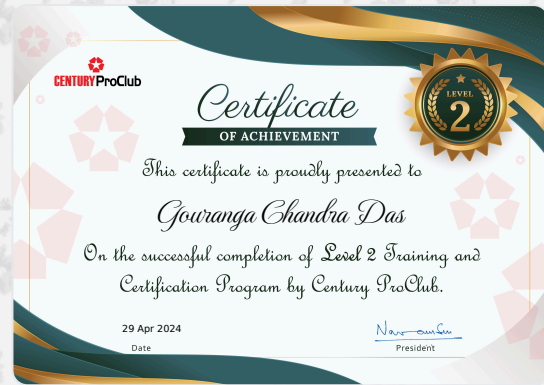 CENTURY ProClub
Certificate
OF ACHIEVEMENT
LEVEL
2
This certificate is proudly presented to
Gouranga Chandra Das
On the successful completion of Level 2 Training and
Certification Program by Century ProClub.
29 Apr 2024
Date
President